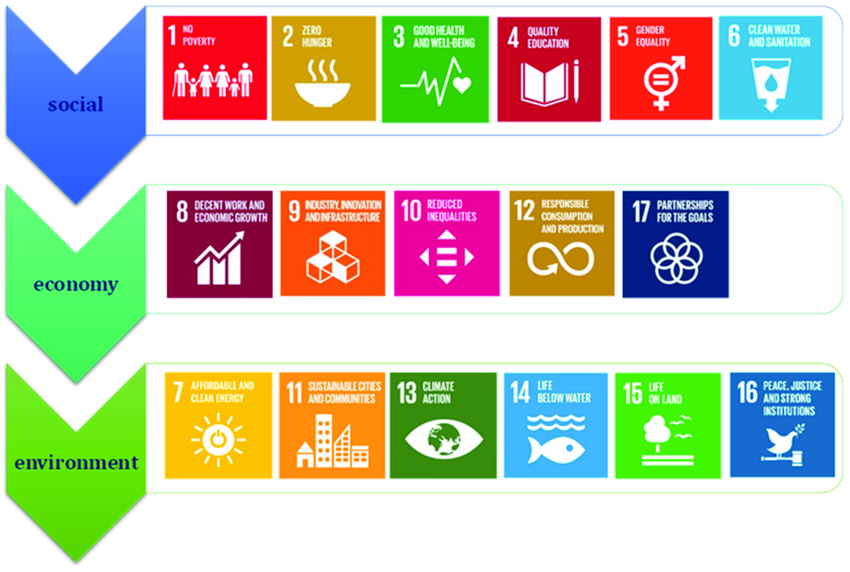 social
1 NO
POVERTY
2 ZERO
HUNGER
3 GOOD HEALTH
AND WELL-BEING
4 QUALITY
EDUCATION
5 GENDER
EQUALITY
6 CLEAN WATER
AND SANITATION
economy
8 DECENT WORK AND
ECONOMIC GROWTH
9 INDUSTRY, INNOVATION
AND INFRASTRUCTURE
10 REDUCED
INEQUALITIES
12 RESPONSIBLE
CONSUMPTION
AND PRODUCTION
17 PARTNERSHIPS
FOR THE GOALS
environment
7 AFFORDABLE AND
CLEAN ENERGY
11 SUSTAINABLE CITIES
AND COMMUNITIES
13 CLIMATE
ACTION
14 LIFE
BELOW WATER
15 LIFE
ON LAND
16 PEACE, JUSTICE
AND STRONG
INSTITUTIONS